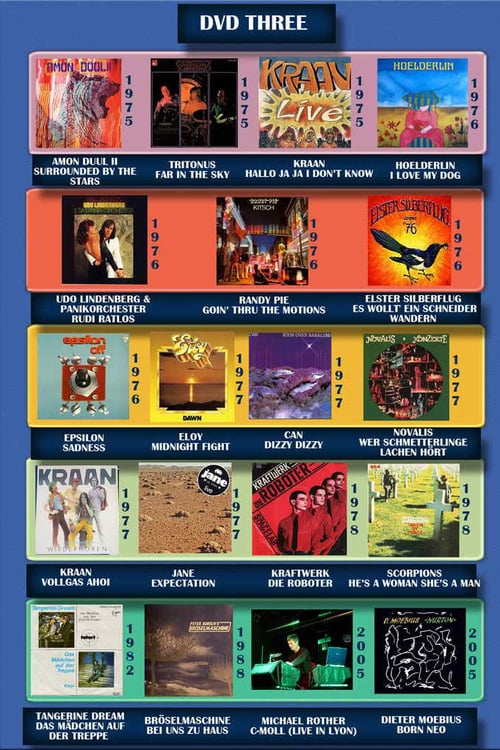 DVD THREE
AMON DÜÜL II
1975
1975
KRAAN
Live
1975
HOELDERLIN
1976
AMON DUUL II
SURROUNDED BY THE
STARS
TRITONUS
FAR IN THE SKY
KRAAN
HALLO JA JA I DON'T KNOW
HOELDERLIN
I LOVE MY DOG
UDO LINDENBERG
1976
KITSCH
1976
ELSTER SILBERFLUG
76
1976
UDO LINDENBERG &
PANIKORCHESTER
RUDI RATLOS
RANDY PIE
GOIN' THRU THE MOTIONS
ELSTER SILBERFLUG
ES WOLLT' EIN SCHNEIDER
WANDERN
epsilon
off
1976
DAWN
1977
CAN
SOON OVER BABALUMA
1977
NOVALIS
KONZERTE
1977
EPSILON
SADNESS
ELOY
MIDNIGHT FIGHT
CAN
DIZZY DIZZY
NOVALIS
WER SCHMETTERLINGE
LACHEN HÖRT
KRAAN
WIEDERHÖREN
1977
jane
live
1977
KRAFTWERK
DIE ROBOTER
1978
1978
KRAAN
VOLLGAS AHOI
JANE
EXPECTATION
KRAFTWERK
DIE ROBOTER
SCORPIONS
HE'S A WOMAN SHE'S A MAN
Tangerine Dream
Das
Mädchen
auf der
Treppe
Katja
1982
PETER BURSCH'S
BRÖSELMASCHINE
2005
D. MOEBIUS
NURTON
2005
TANGERINE DREAM
DAS MÄDCHEN AUF
DER TREPPE
BRÖSELMASCHINE
BEI UNS ZU HAUS
MICHAEL ROTHER
C-MOLL (LIVE IN LYON)
DIETER MOEBIUS
BORN NEO